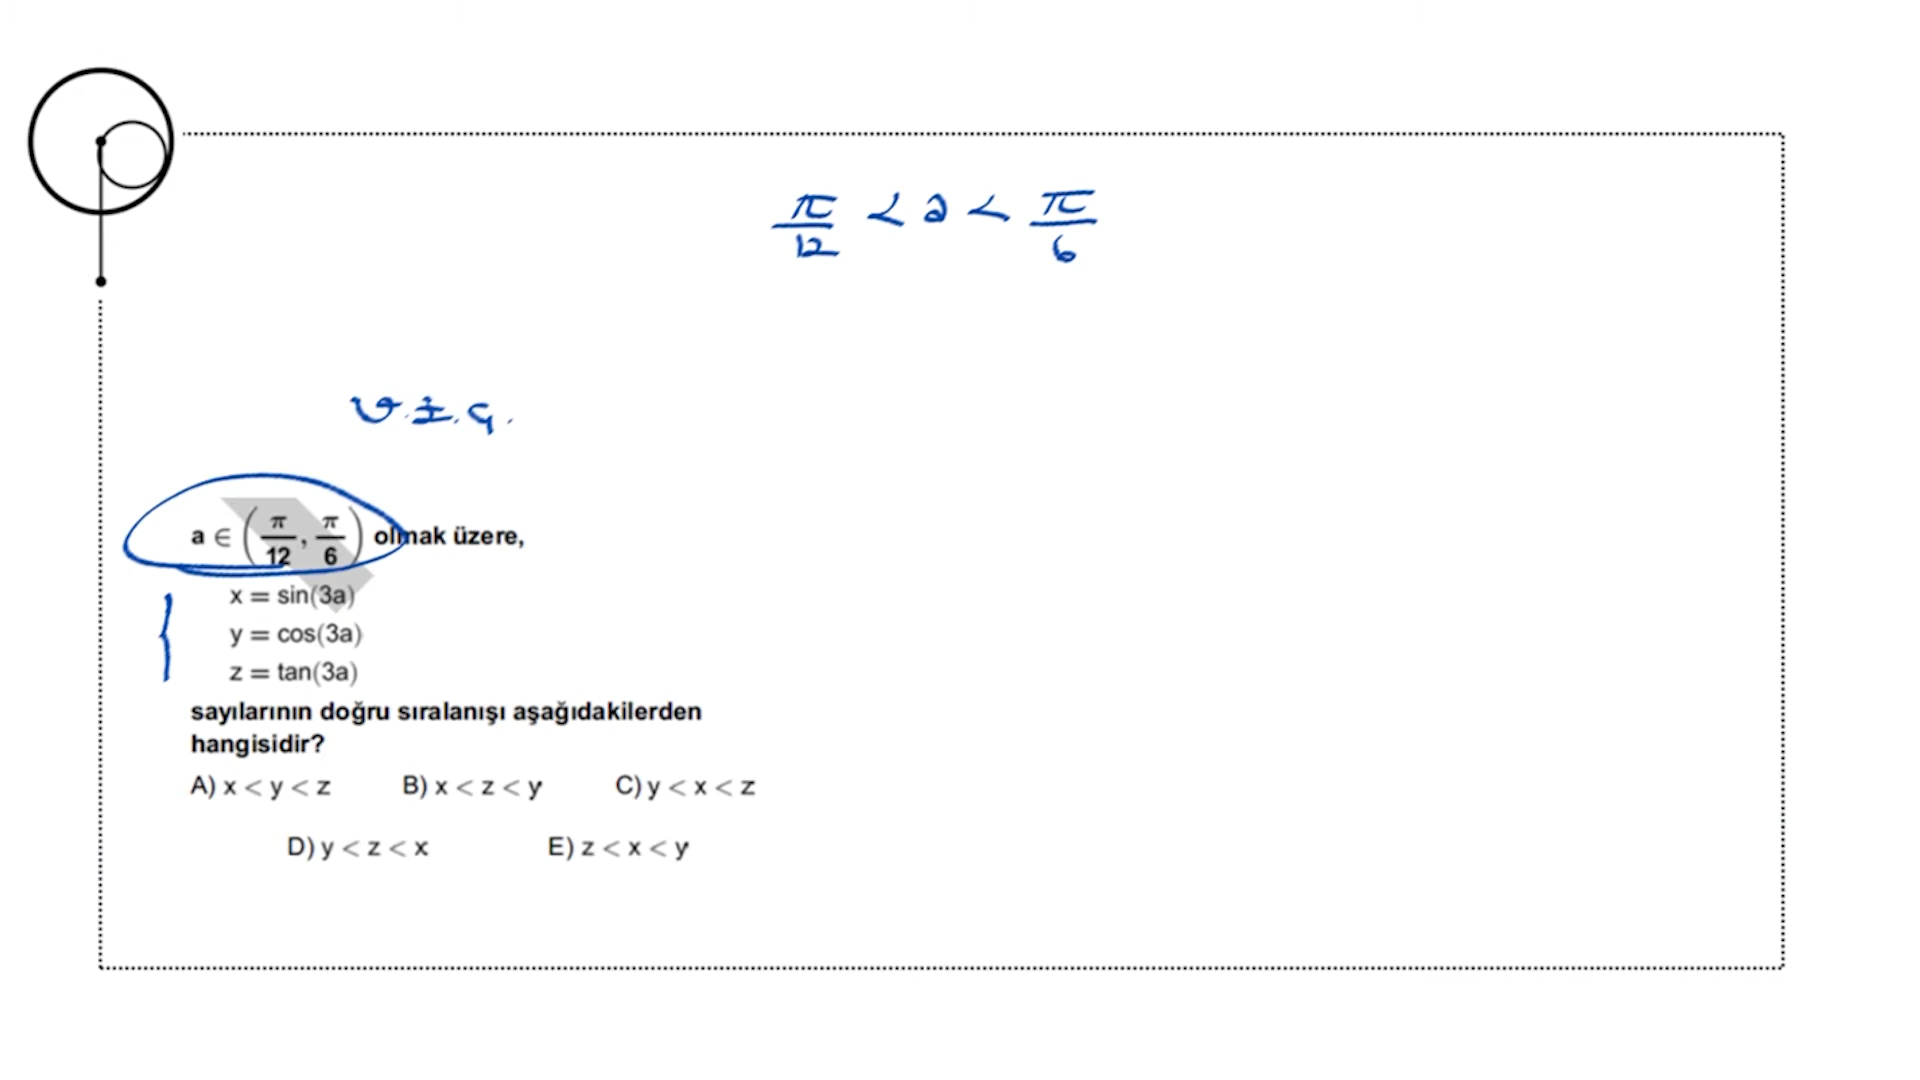 π/12 < a < π/6
v.i.ç.
a ∈ (π/12, π/6) olmak üzere,
x = sin(3a)
y = cos(3a)
z = tan(3a)
sayılarının doğru sıralanışı aşağıdakilerden
hangisidir?
A) x < y < z B) x < z < y C) y < x < z
D) y < z < x E) z < x < y